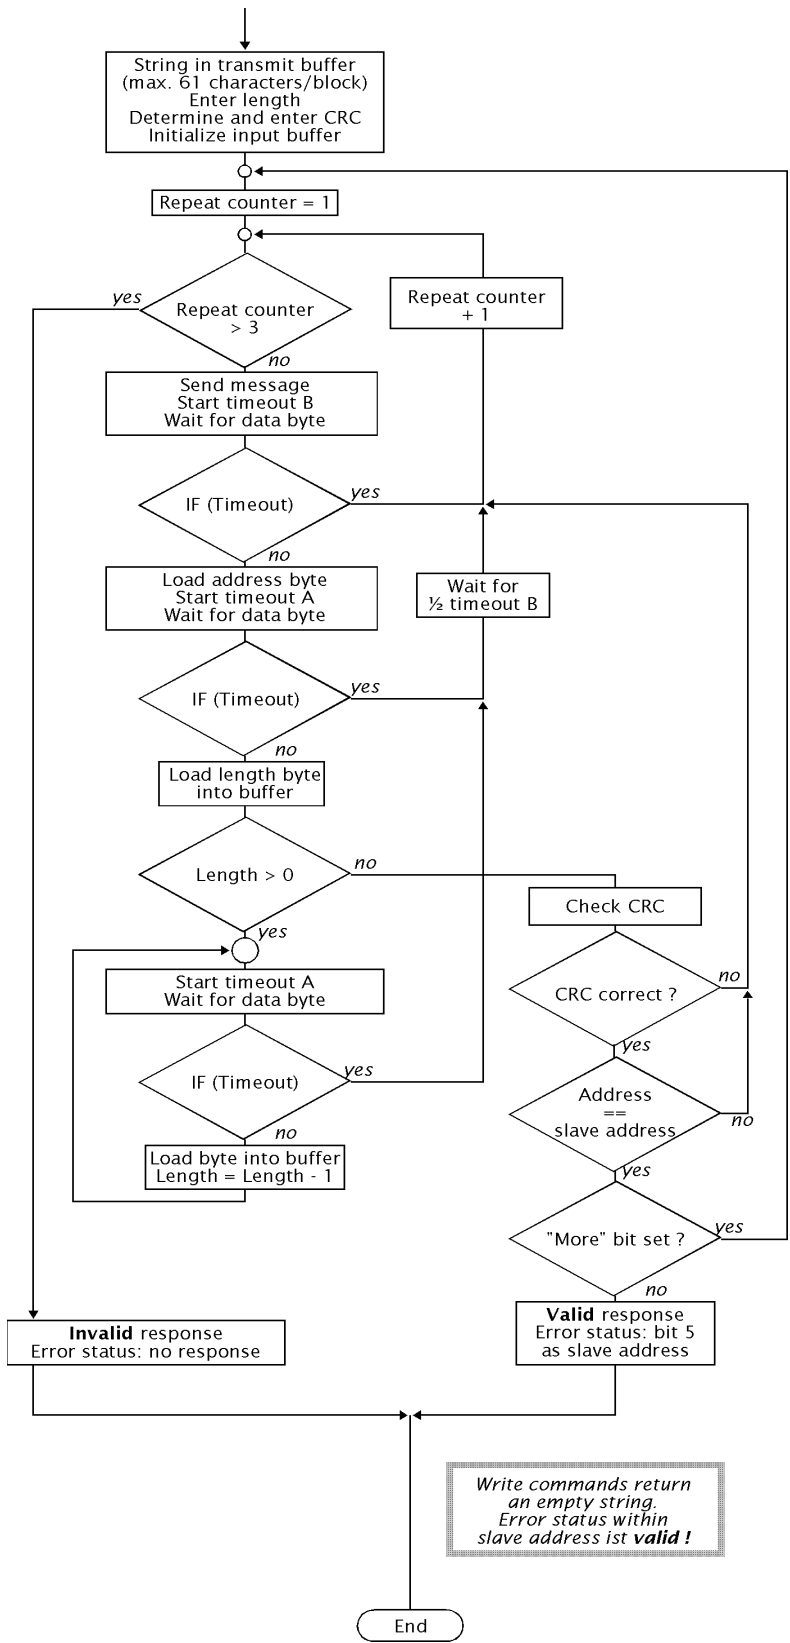 String in transmit buffer
(max. 61 characters/block)
Enter length
Determine and enter CRC
Initialize input buffer
Repeat counter = 1
yes
Repeat counter
> 3
no
Repeat counter
+ 1
Send message
Start timeout B
Wait for data byte
IF (Timeout)
yes
no
Load address byte
Start timeout A
Wait for data byte
Wait for
½ timeout B
IF (Timeout)
yes
no
Load length byte
into buffer
Length > 0
no
yes
Check CRC
Start timeout A
Wait for data byte
CRC correct ?
no
yes
IF (Timeout)
yes
no
Address
==
slave address
no
yes
Load byte into buffer
Length = Length - 1
"More" bit set ?
yes
no
Invalid response
Error status: no response
Valid response
Error status: bit 5
as slave address
Write commands return
an empty string.
Error status within
slave address ist valid !
End